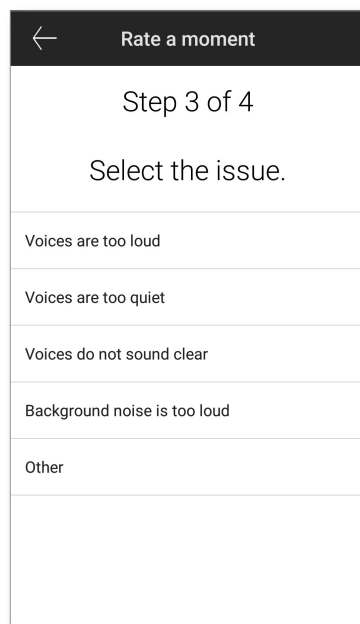 Rate a moment
Step 3 of 4
Select the issue.
Voices are too loud
Voices are too quiet
Voices do not sound clear
Background noise is too loud
Other